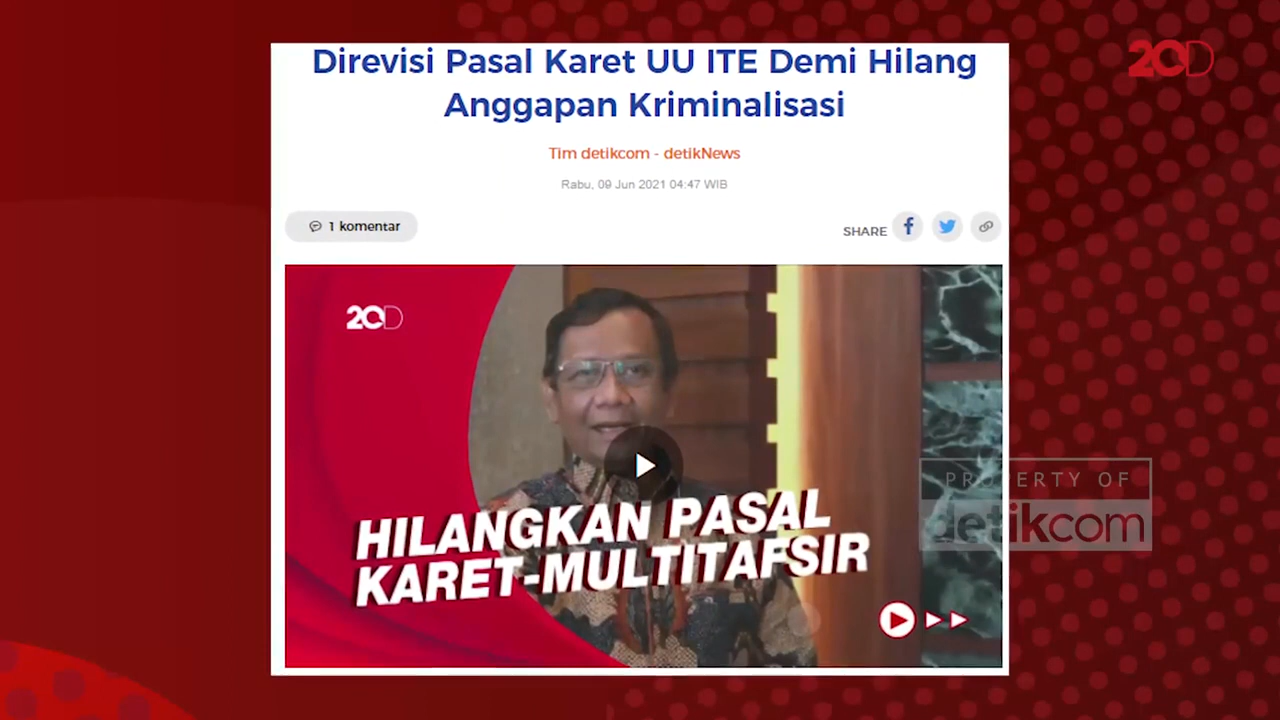 20D
Direvisi Pasal Karet UU ITE Demi Hilang
Anggapan Kriminalisasi
Tim detikcom - detikNews
Rabu, 09 Jun 2021 04:47 WIB
1 komentar
SHARE
20D
PROPERTY OF
detikcom
HILANGKAN PASAL
KARET-MULTITAFSIR